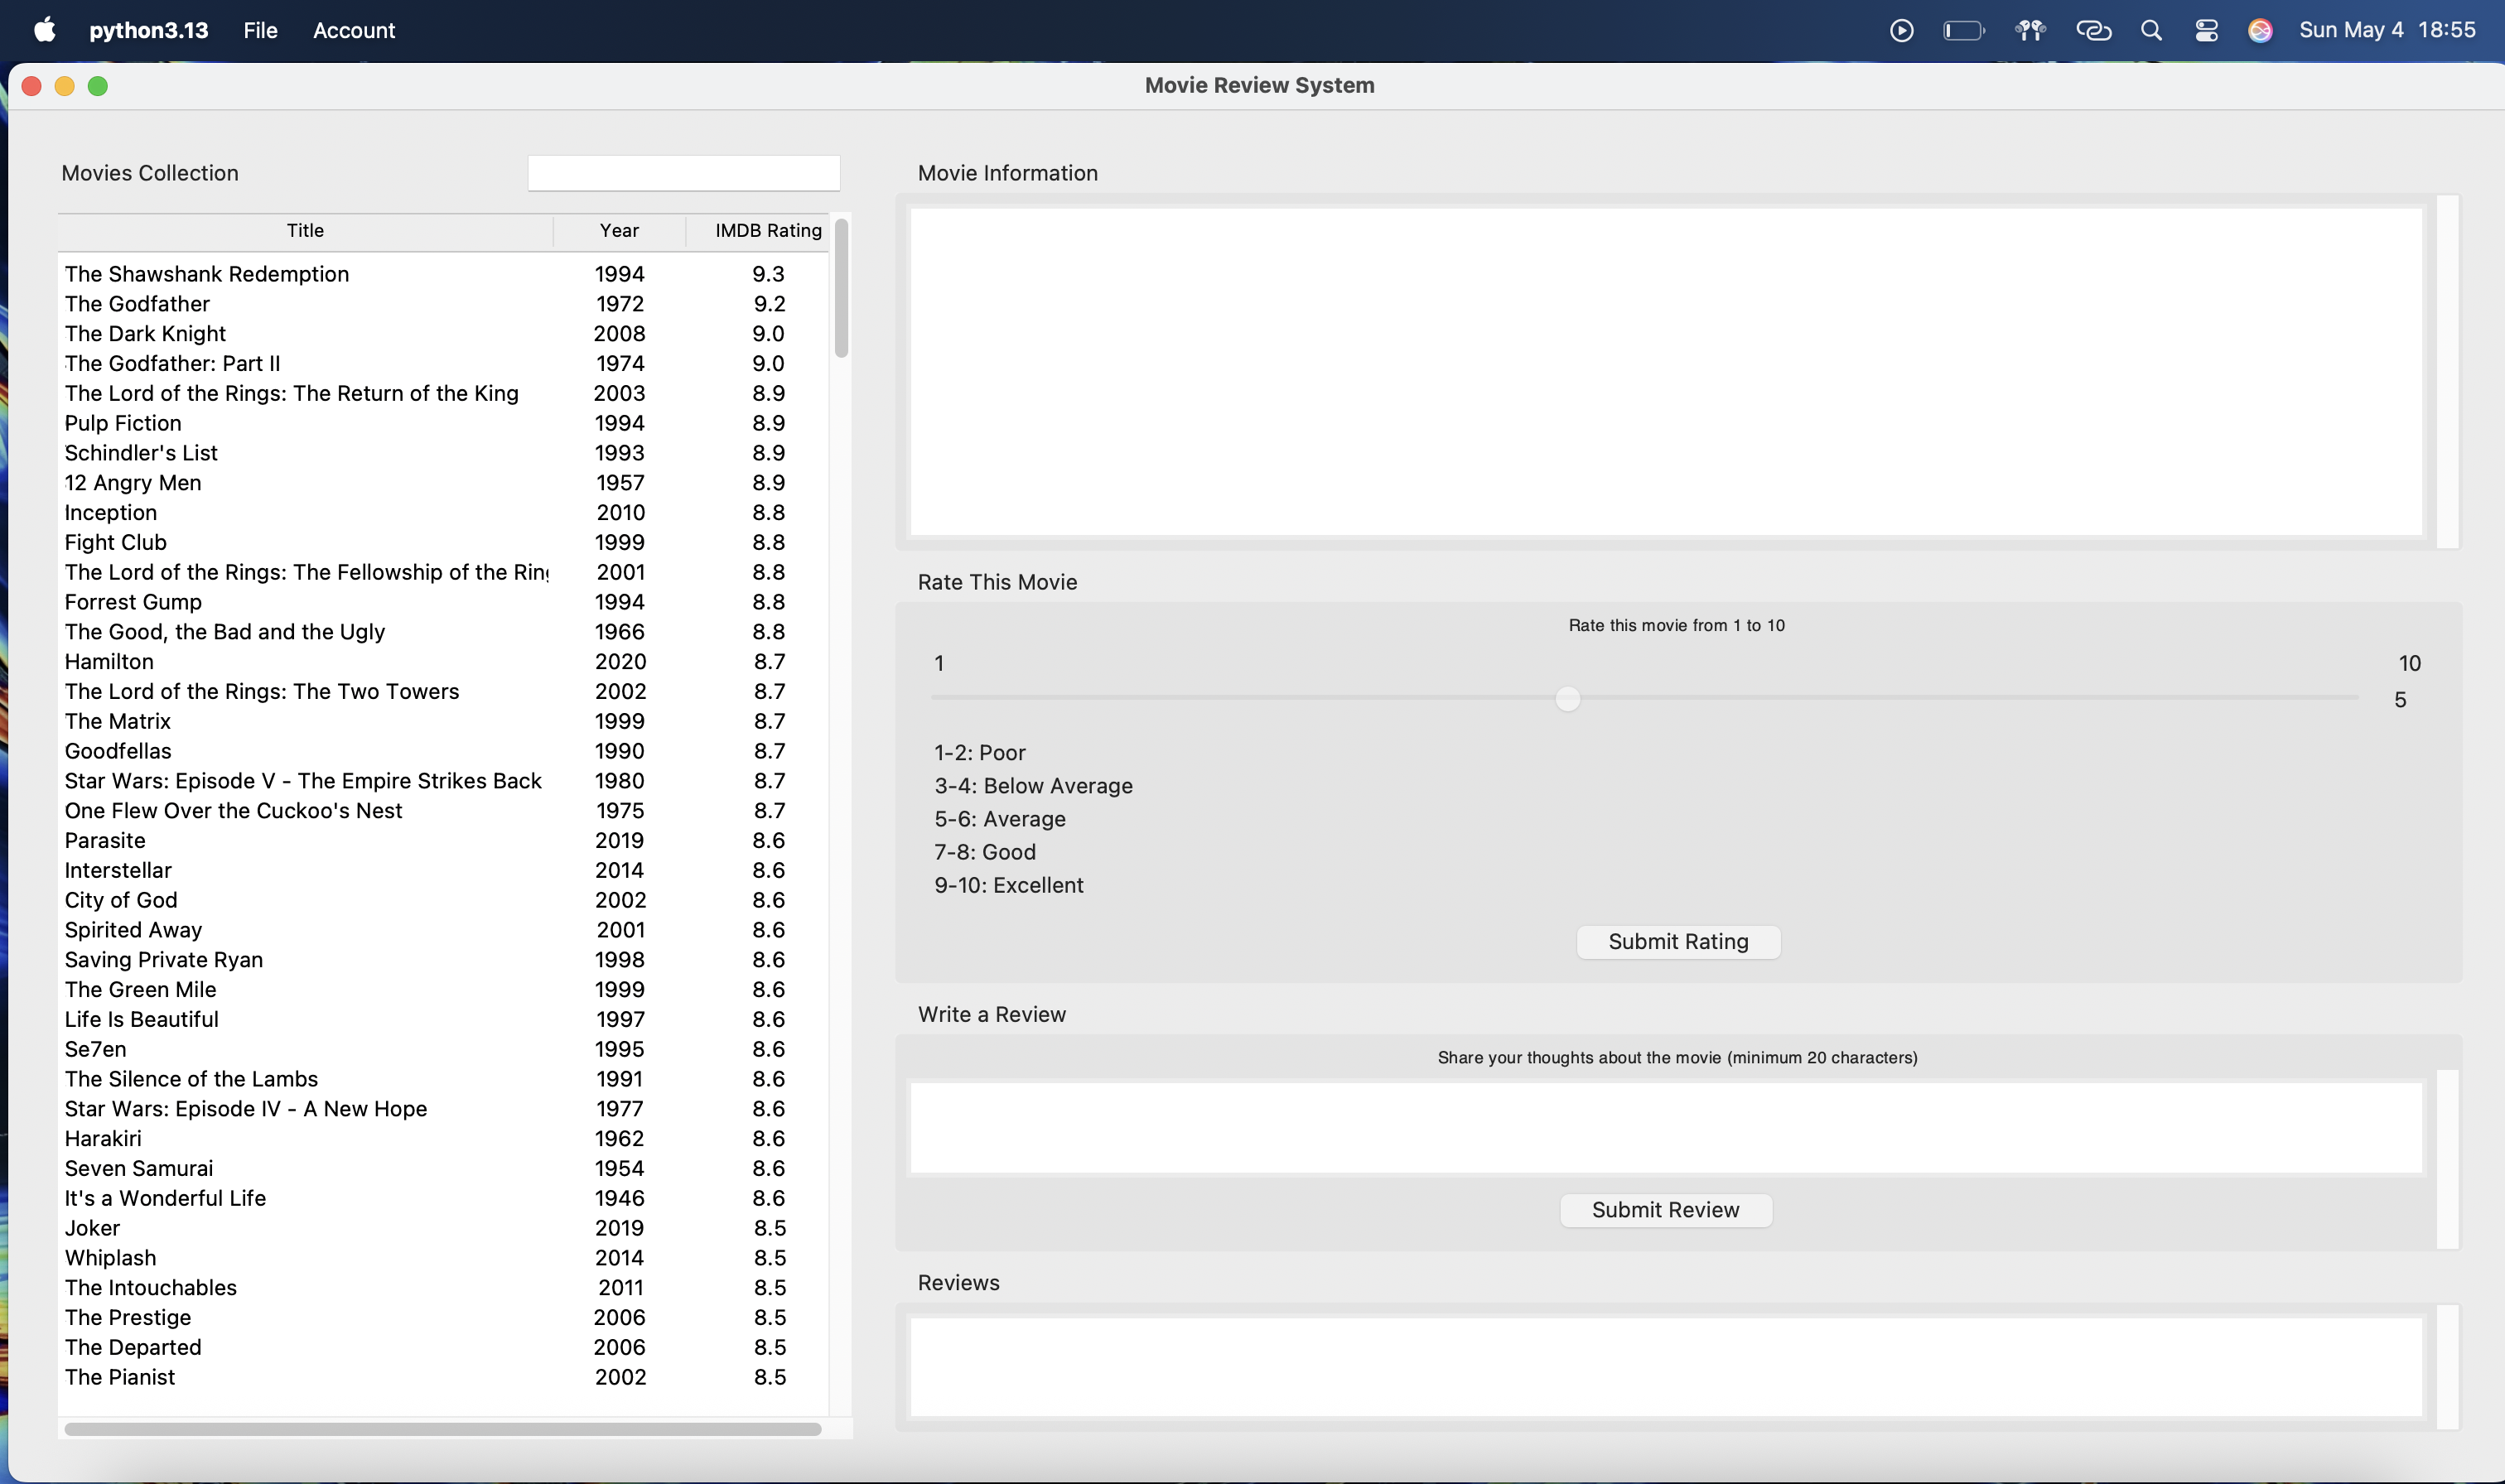 python3.13 File Account Sun May 4 18:55
Movie Review System
Movies Collection
Title Year IMDB Rating
The Shawshank Redemption 1994 9.3
The Godfather 1972 9.2
The Dark Knight 2008 9.0
The Godfather: Part II 1974 9.0
The Lord of the Rings: The Return of the King 2003 8.9
Pulp Fiction 1994 8.9
Schindler's List 1993 8.9
12 Angry Men 1957 8.9
Inception 2010 8.8
Fight Club 1999 8.8
The Lord of the Rings: The Fellowship of the Rin 2001 8.8
Forrest Gump 1994 8.8
The Good, the Bad and the Ugly 1966 8.8
Hamilton 2020 8.7
The Lord of the Rings: The Two Towers 2002 8.7
The Matrix 1999 8.7
Goodfellas 1990 8.7
Star Wars: Episode V - The Empire Strikes Back 1980 8.7
One Flew Over the Cuckoo's Nest 1975 8.7
Parasite 2019 8.6
Interstellar 2014 8.6
City of God 2002 8.6
Spirited Away 2001 8.6
Saving Private Ryan 1998 8.6
The Green Mile 1999 8.6
Life Is Beautiful 1997 8.6
Se7en 1995 8.6
The Silence of the Lambs 1991 8.6
Star Wars: Episode IV - A New Hope 1977 8.6
Harakiri 1962 8.6
Seven Samurai 1954 8.6
It's a Wonderful Life 1946 8.6
Joker 2019 8.5
Whiplash 2014 8.5
The Intouchables 2011 8.5
The Prestige 2006 8.5
The Departed 2006 8.5
The Pianist 2002 8.5
Movie Information
Rate This Movie
Rate this movie from 1 to 10
1 10
5
1-2: Poor
3-4: Below Average
5-6: Average
7-8: Good
9-10: Excellent
Submit Rating
Write a Review
Share your thoughts about the movie (minimum 20 characters)
Submit Review
Reviews